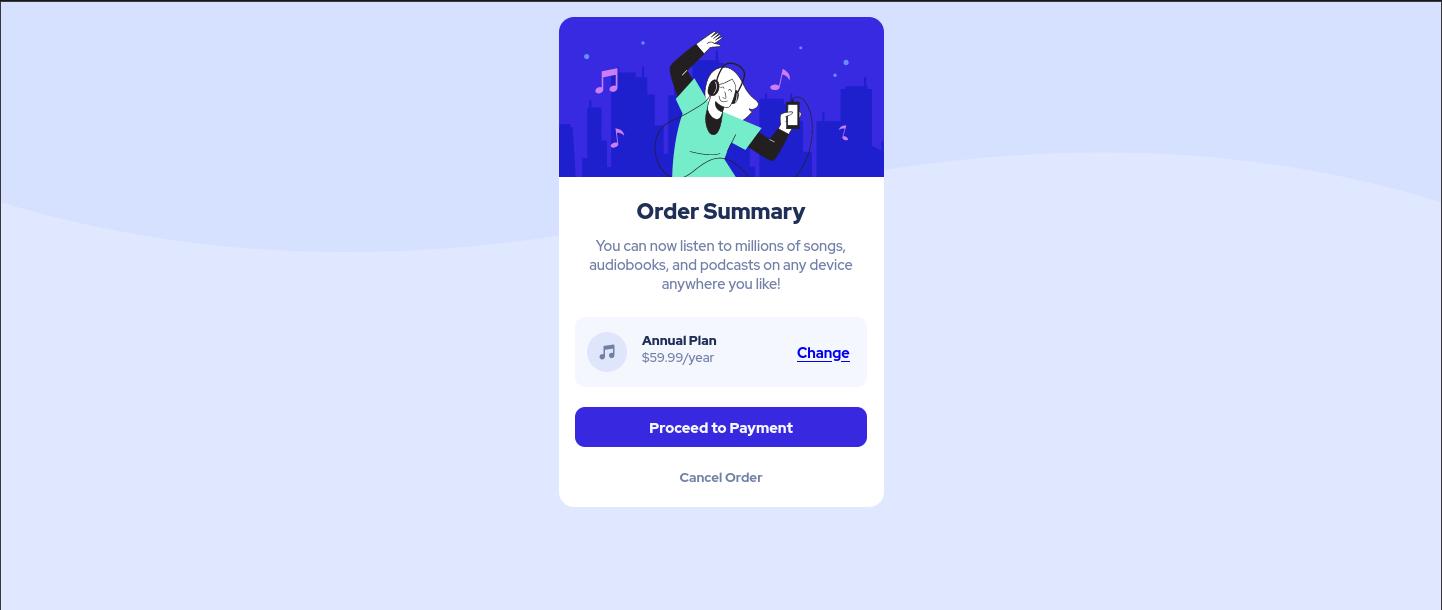 Order Summary
You can now listen to millions of songs,
audiobooks, and podcasts on any device
anywhere you like!
Annual Plan
$59.99/year
Change
Proceed to Payment
Cancel Order